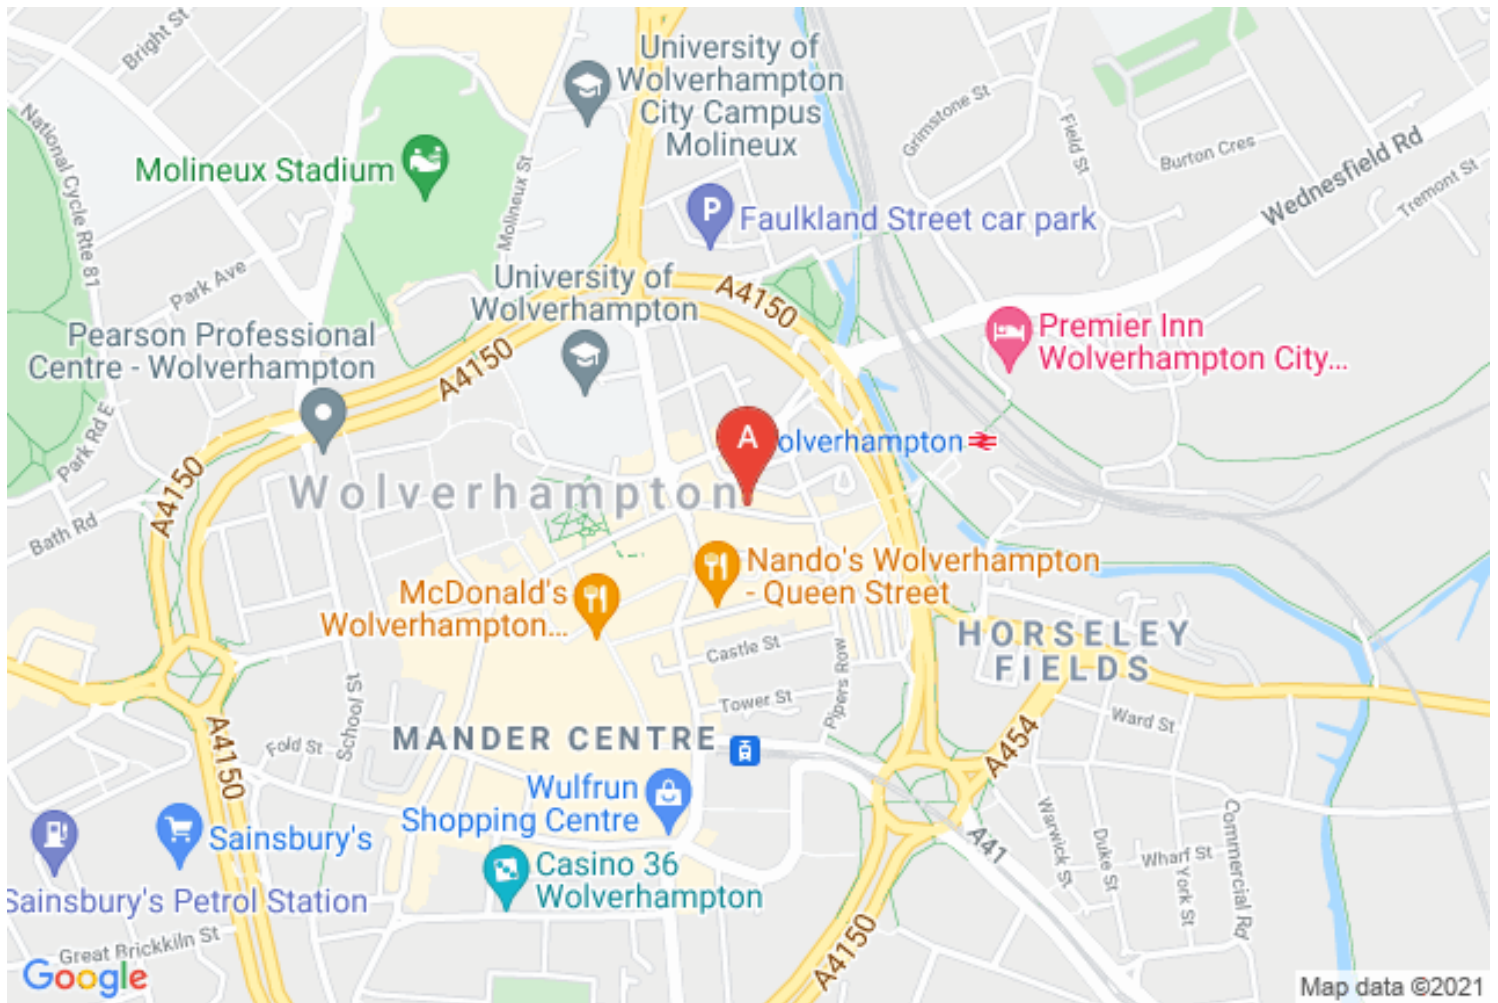 Bright St
University of
Wolverhampton
City Campus
Molineux
National Cycle Rte 81
Molineux Stadium
Molineux St
Grimstone St
Field St
Burton Cres
Wednesfield Rd
Tremont St
P
Faulkland Street car park
Park Ave
University of
Wolverhampton
A4150
Pearson Professional
Centre - Wolverhampton
A4150
Premier Inn
Wolverhampton City...
Park Rd E
A
olverhampton
A4150
Wolverhampton
Bath Rd
Nando's Wolverhampton
- Queen Street
McDonald's
Wolverhampton...
HORSELEY
FIELDS
Castle St
Pipers Row
Tower St
School St
Ward St
A4150
Fold St
MANDER CENTRE
A454
Wulfrun
Shopping Centre
Sainsbury's
Warwick St
Duke St
Commercial Rd
A41
Wharf St
York St
Casino 36
Wolverhampton
Sainsbury's Petrol Station
Great Brickkiln St
A4150
Google
Map data ©2021